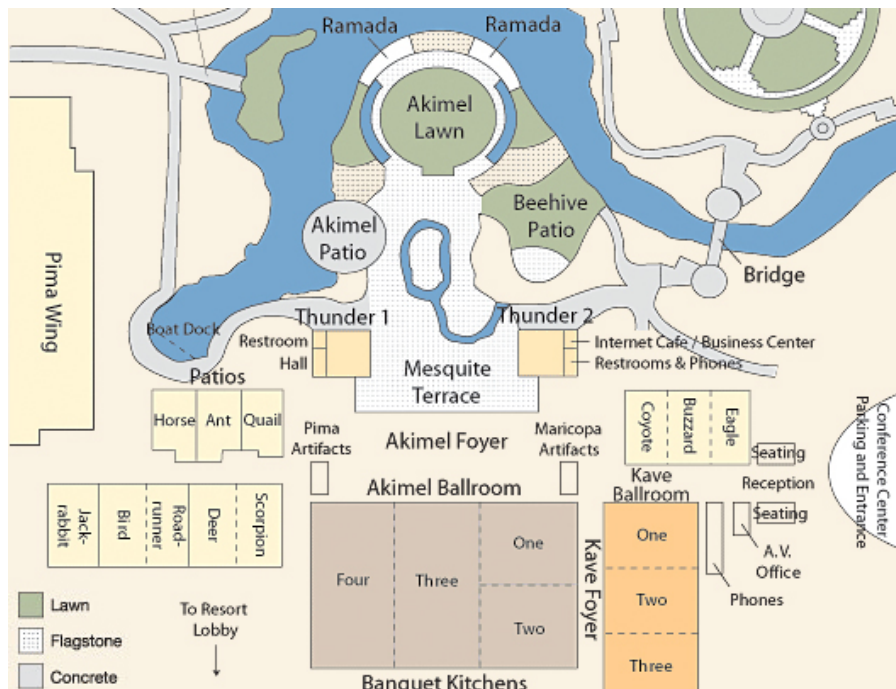 Ramada
Ramada
Akimel
Lawn
Akimel
Patio
Beehive
Patio
Bridge
Pima Wing
Boat Dock
Thunder 1
Thunder 2
Restroom
Hall
Internet Cafe / Business Center
Restrooms & Phones
Mesquite
Terrace
Patios
Horse
Ant
Quail
Pima
Artifacts
Akimel Foyer
Maricopa
Artifacts
Coyote
Buzzard
Eagle
Seating
Conference Center
Parking and Entrance
Jack-
rabbit
Bird
Road-
runner
Deer
Scorpion
Akimel Ballroom
Kave
Ballroom
Reception
Seating
A.V.
Office
Phones
Four
Three
One
Two
Kave Foyer
One
Two
Three
To Resort
Lobby
Banquet Kitchens
Lawn
Flagstone
Concrete